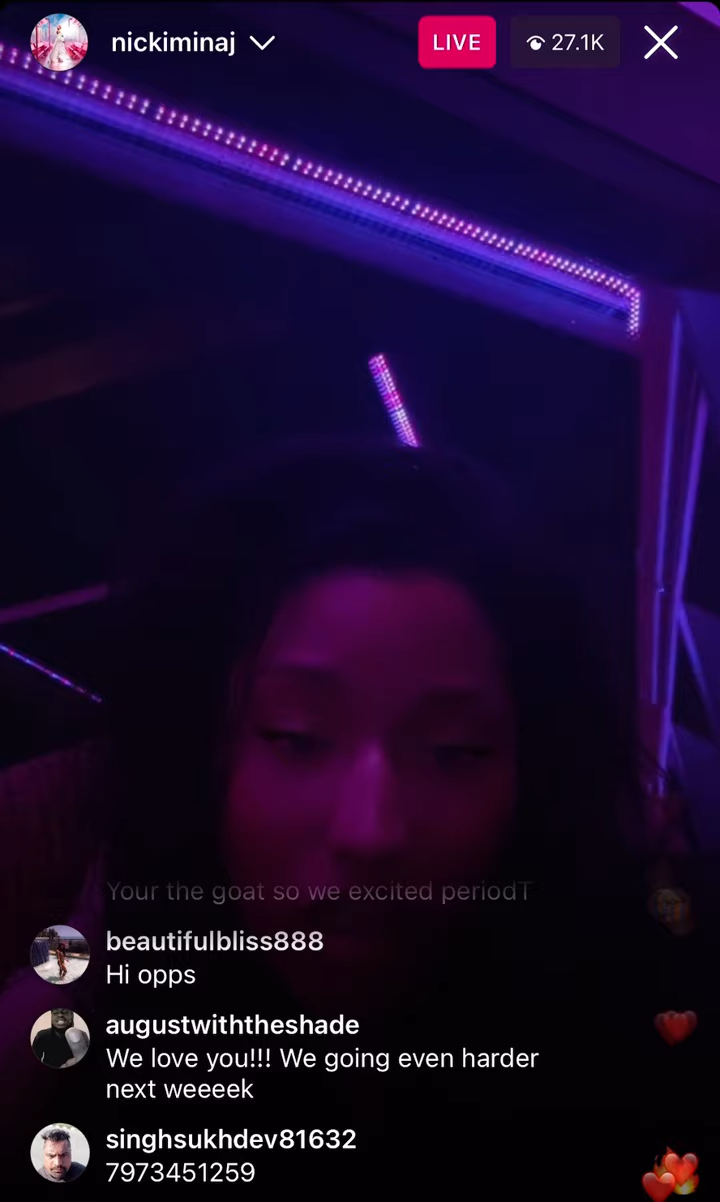 nickiminaj
LIVE
27.1K
Your the goat so we excited periodT
beautifulbliss888
Hi opps
augustwiththeshade
We love you!!! We going even harder
next weeeek
singhsukhdev81632
7973451259